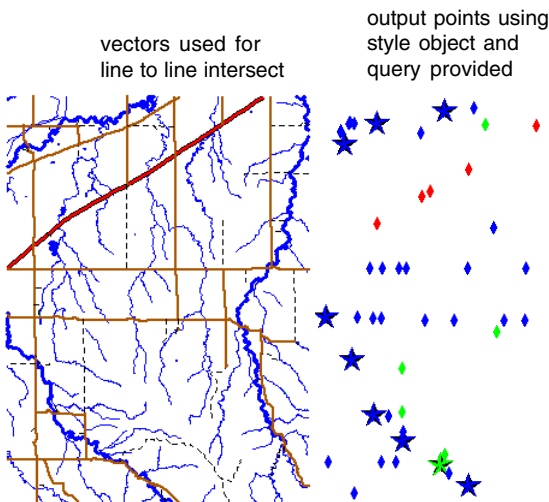 vectors used for
line to line intersect
output points using
style object and
query provided